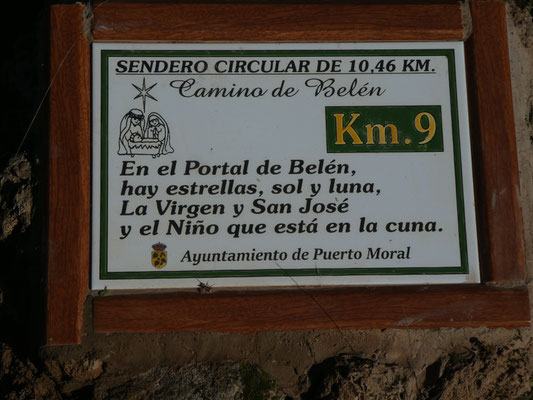 SENDERO CIRCULAR DE 10,46 KM.
Camino de Belén
Km.9
En el Portal de Belén,
hay estrellas, sol y luna,
La Virgen y San José
y el Niño que está en la cuna.
Ayuntamiento de Puerto Moral